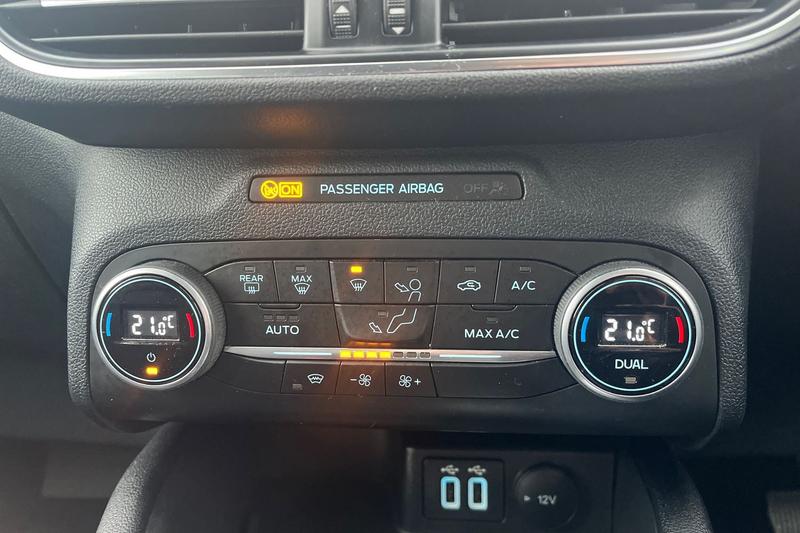 ON PASSENGER AIRBAG OFF
REAR MAX
A/C
AUTO
MAX A/C
21.0°C
21.0°C
DUAL
- +
12V